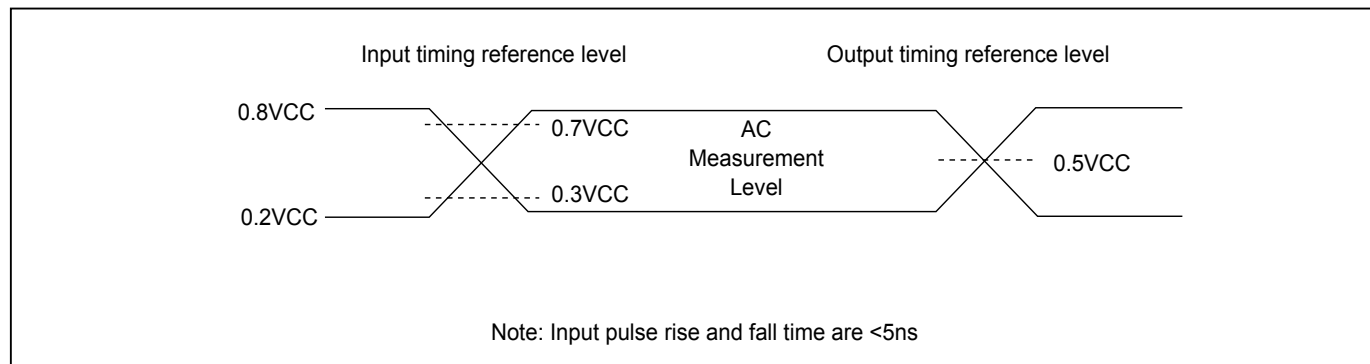 Input timing reference level
Output timing reference level
0.8VCC
0.7VCC
AC
Measurement
Level
0.5VCC
0.3VCC
0.2VCC
Note: Input pulse rise and fall time are <5ns